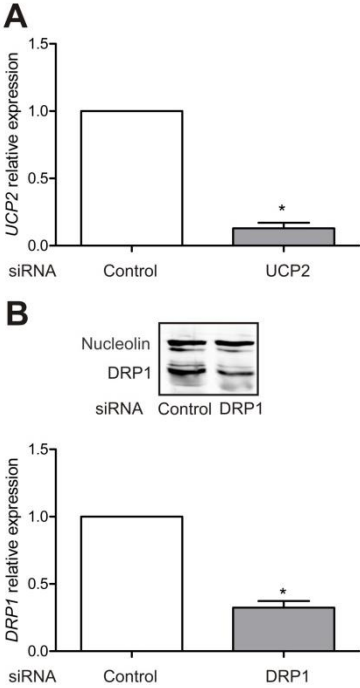 A
UCP2 relative expression
1.5
1.0
0.5
0.0
*
siRNA Control UCP2
B
Nucleolin
DRP1
siRNA Control DRP1
DRP1 relative expression
1.5
1.0
0.5
0.0
*
siRNA Control DRP1